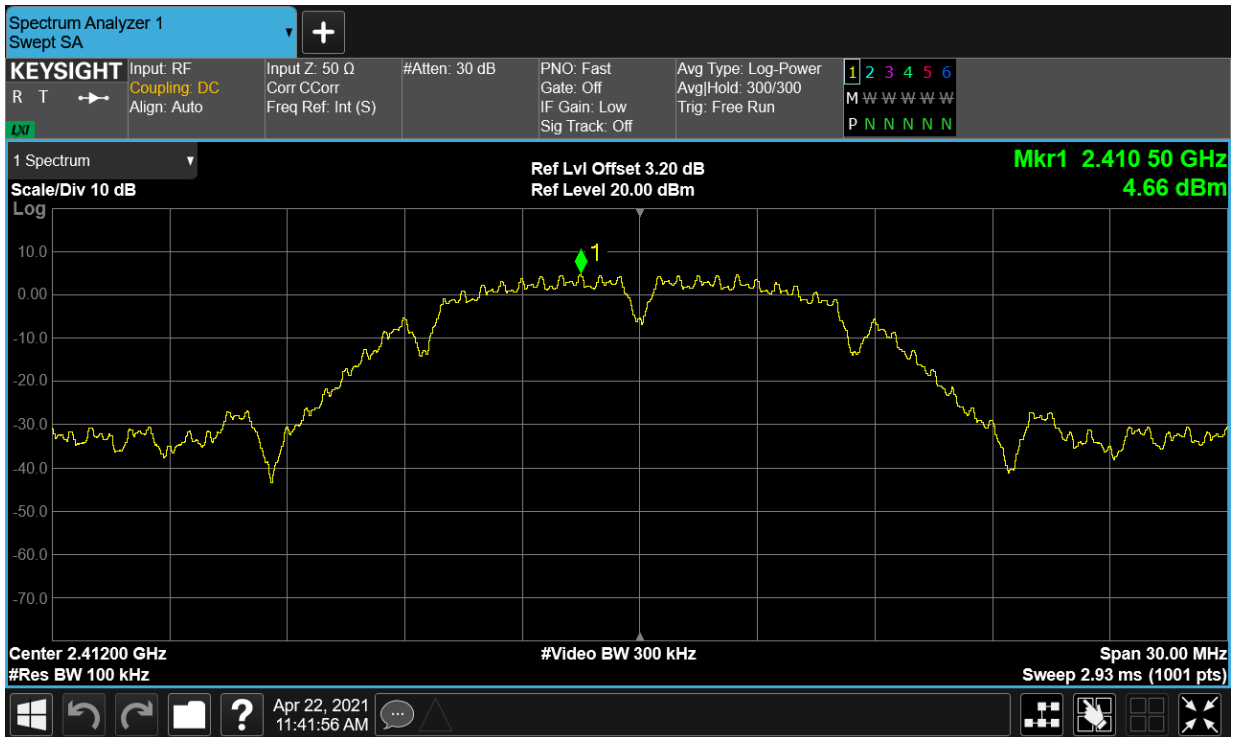 Spectrum Analyzer 1
Swept SA
KEYSIGHT
R T
LXI
Input: RF
Coupling: DC
Align: Auto
Input Z: 50 Ω
Corr CCorr
Freq Ref: Int (S)
#Atten: 30 dB
PNO: Fast
Gate: Off
IF Gain: Low
Sig Track: Off
Avg Type: Log-Power
Avg|Hold: 300/300
Trig: Free Run
1 2 3 4 5 6
M W W W W W
P N N N N N
1 Spectrum
Scale/Div 10 dB
Log
Ref Lvl Offset 3.20 dB
Ref Level 20.00 dBm
Mkr1 2.410 50 GHz
4.66 dBm
1
10.0
0.00
-10.0
-20.0
-30.0
-40.0
-50.0
-60.0
-70.0
Center 2.41200 GHz
#Res BW 100 kHz
#Video BW 300 kHz
Span 30.00 MHz
Sweep 2.93 ms (1001 pts)
?
Apr 22, 2021
11:41:56 AM